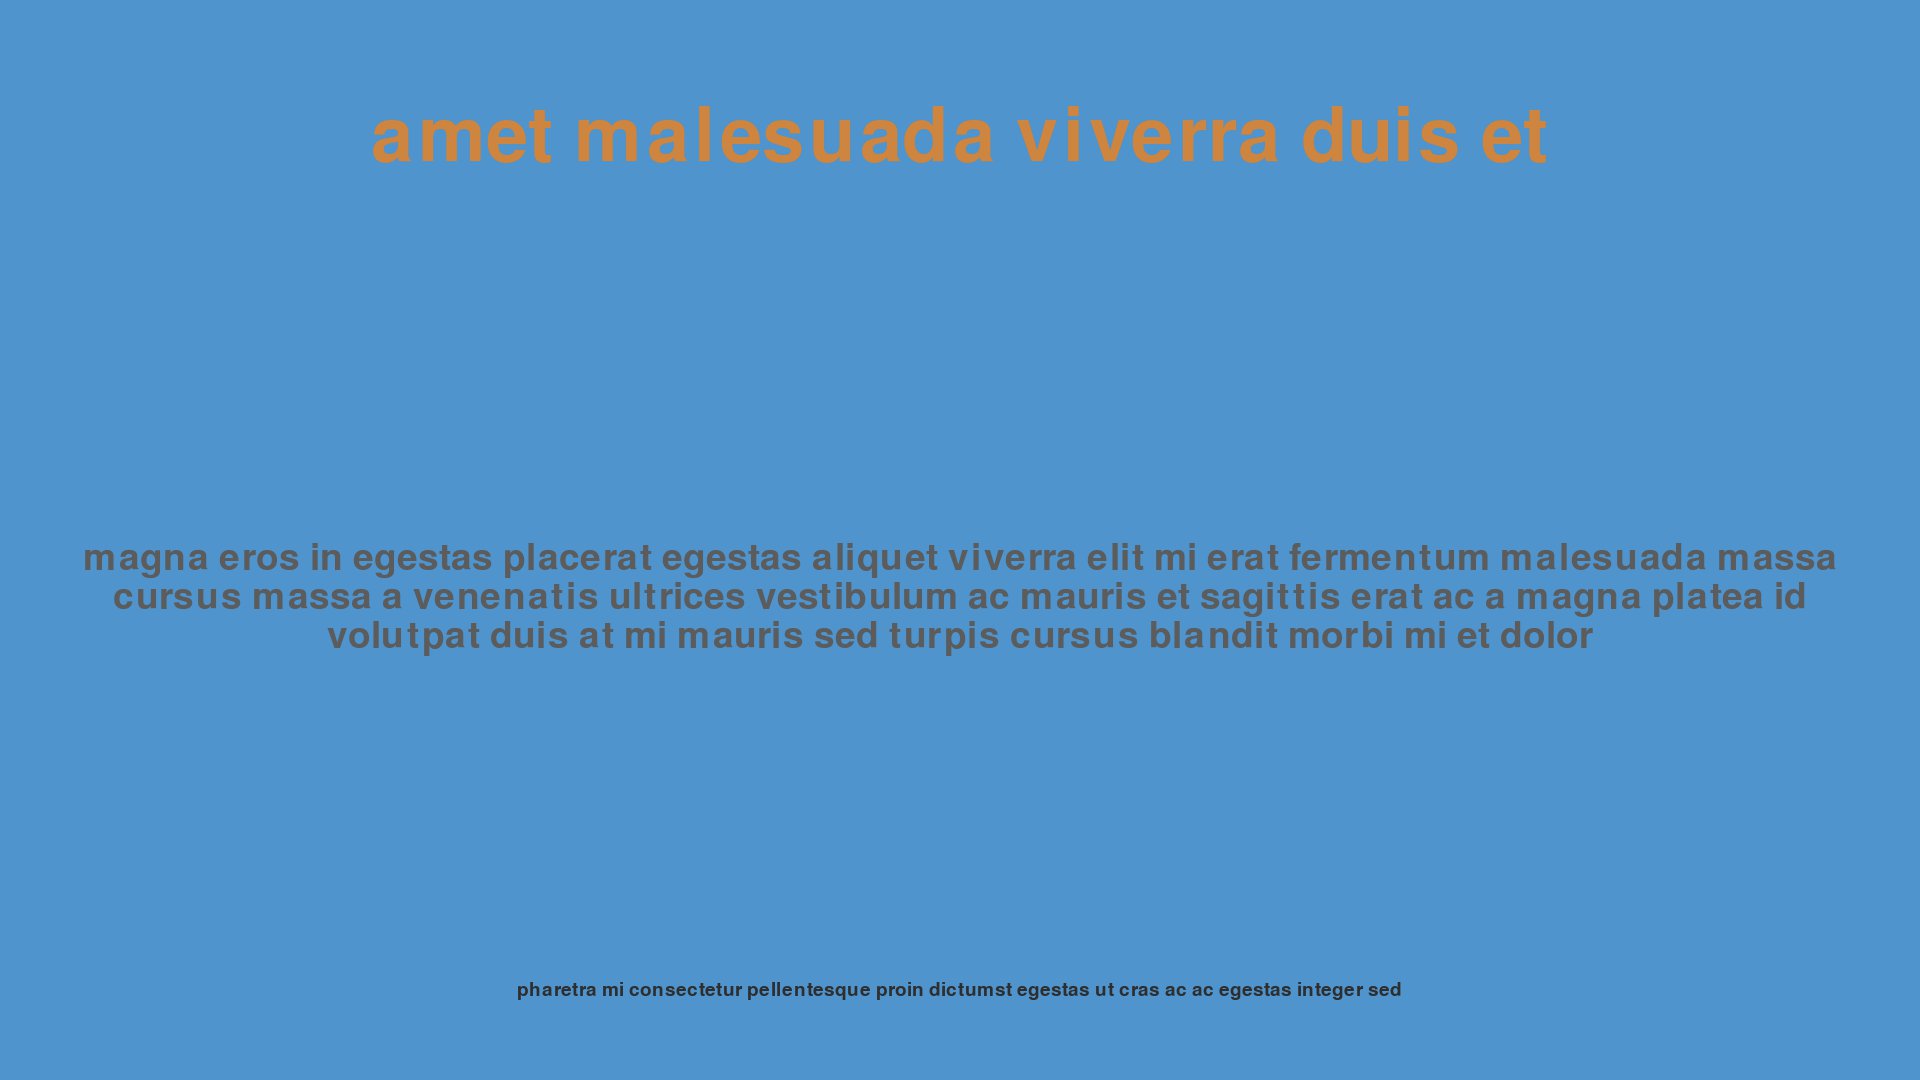 amet malesuada viverra duis et
magna eros in egestas placerat egestas aliquet viverra elit mi erat fermentum malesuada massa
cursus massa a venenatis ultrices vestibulum ac mauris et sagittis erat ac a magna platea id
volutpat duis at mi mauris sed turpis cursus blandit morbi mi et dolor
pharetra mi consectetur pellentesque proin dictumst egestas ut cras ac ac egestas integer sed